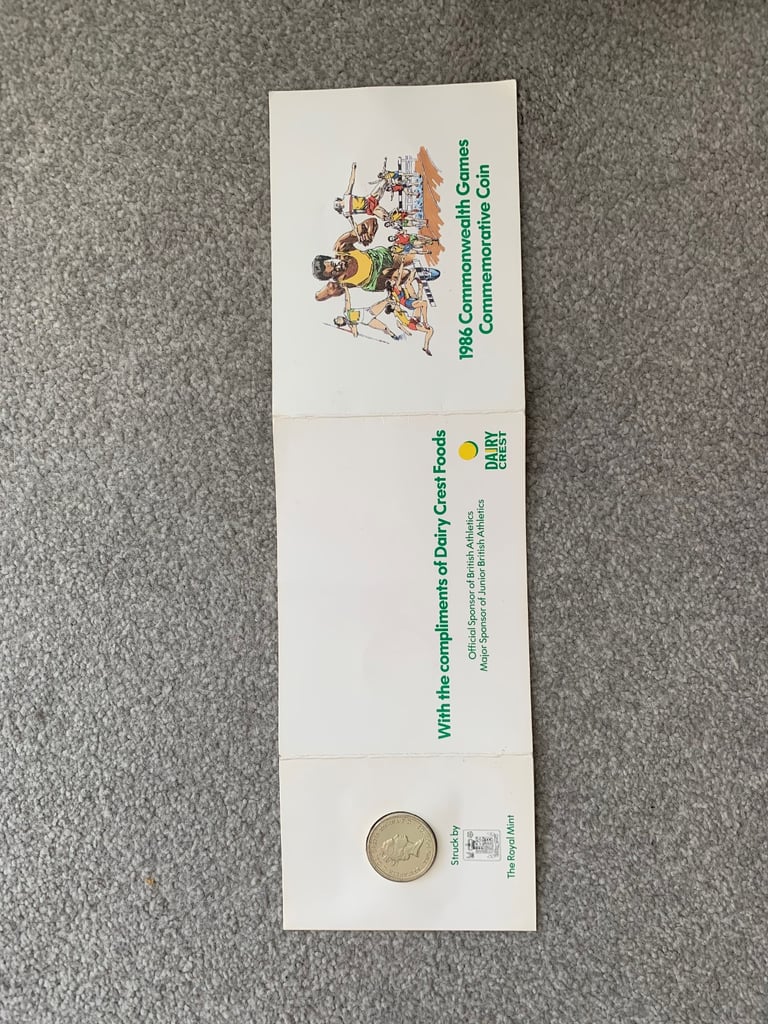 1986 Commonwealth Games
Commemorative Coin
With the compliments of Dairy Crest Foods
Official Sponsor of British Athletics
Major Sponsor of Junior British Athletics
DAIRY
CREST
Struck by
The Royal Mint